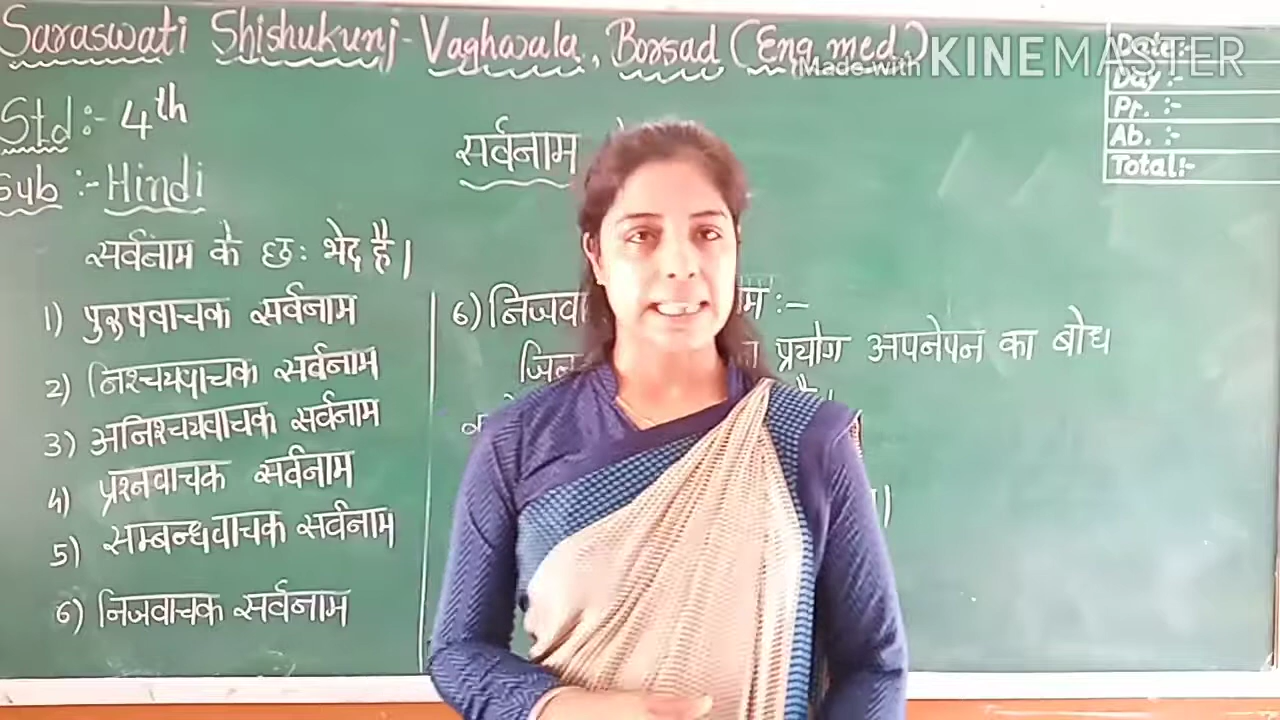 Saraswati Shishukunj - Vaghwala, Borsad (Eng. med.)
Made with KINEMASTER
Date:-
Day:-
Pr. :-
Ab. :-
Total:-
Std :- 4th
Sub :- Hindi
सर्वनाम
सर्वनाम के छः भेद है।
1) पुरुषवाचक सर्वनाम
2) निश्चयवाचक सर्वनाम
3) अनिश्चयवाचक सर्वनाम
4) प्रश्नवाचक सर्वनाम
5) सम्बन्धवाचक सर्वनाम
6) निजवाचक सर्वनाम
6) निजवा म :-
जिन प्रयोग अपनेपन का बोध
है।